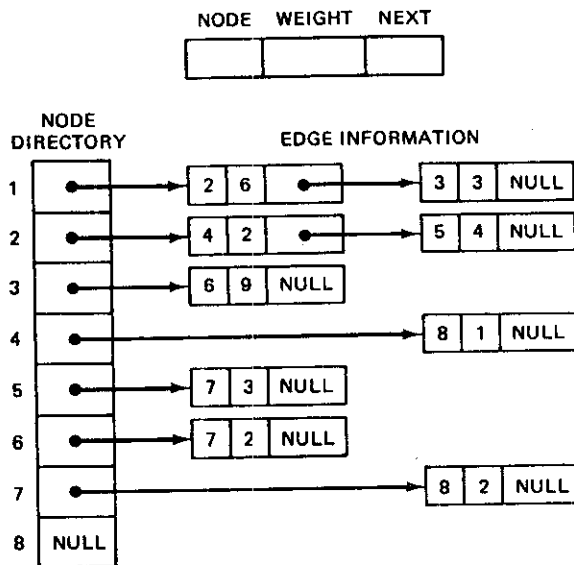 NODE WEIGHT NEXT
NODE
DIRECTORY
EDGE INFORMATION
1 2 6 3 3 NULL
2 4 2 5 4 NULL
3 6 9 NULL
4 8 1 NULL
5 7 3 NULL
6 7 2 NULL
7 8 2 NULL
8 NULL